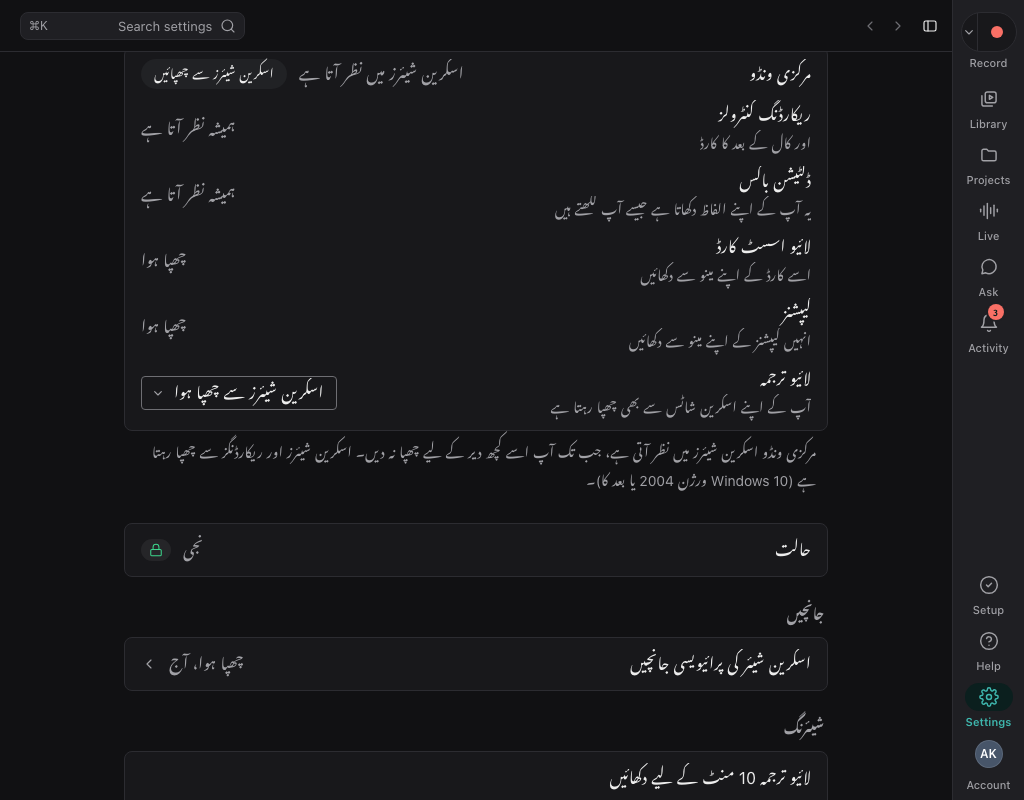 ⌘K
Search settings
Record
Library
Projects
Live
Ask
3
Activity
Setup
Help
Settings
AK
Account
مرکزی ونڈو
اسکرین شیئرز میں نظر آتا ہے
اسکرین شیئرز سے چھپائیں
ریکارڈنگ کنٹرولز
اور کال کے بعد کا کارڈ
ہمیشہ نظر آتا ہے
ڈکٹیشن باکس
یہ آپ کے اپنے الفاظ دکھاتا ہے جیسے آپ لکھتے ہیں
ہمیشہ نظر آتا ہے
لائیو اسسٹ کارڈ
اسے کارڈ کے اپنے مینو سے دکھائیں
چھپا ہوا
کیپشنز
انہیں کیپشنز کے اپنے مینو سے دکھائیں
چھپا ہوا
لائیو ترجمہ
آپ کے اپنے اسکرین شاٹس سے بھی چھپا رہتا ہے
اسکرین شیئرز سے چھپا ہوا
مرکزی ونڈو اسکرین شیئرز میں نظر آتی ہے، جب تک آپ اسے کچھ دیر کے لیے چھپا نہ دیں۔ اسکرین شیئرز اور ریکارڈنگز سے چھپا رہتا
ہے (Windows 10 ورژن 2004 یا بعد کا)۔
حالت
نجی
جانچیں
اسکرین شیئر کی پرائیویسی جانچیں
چھپا ہوا، آج
شیئرنگ
لائیو ترجمہ 10 منٹ کے لیے دکھائیں